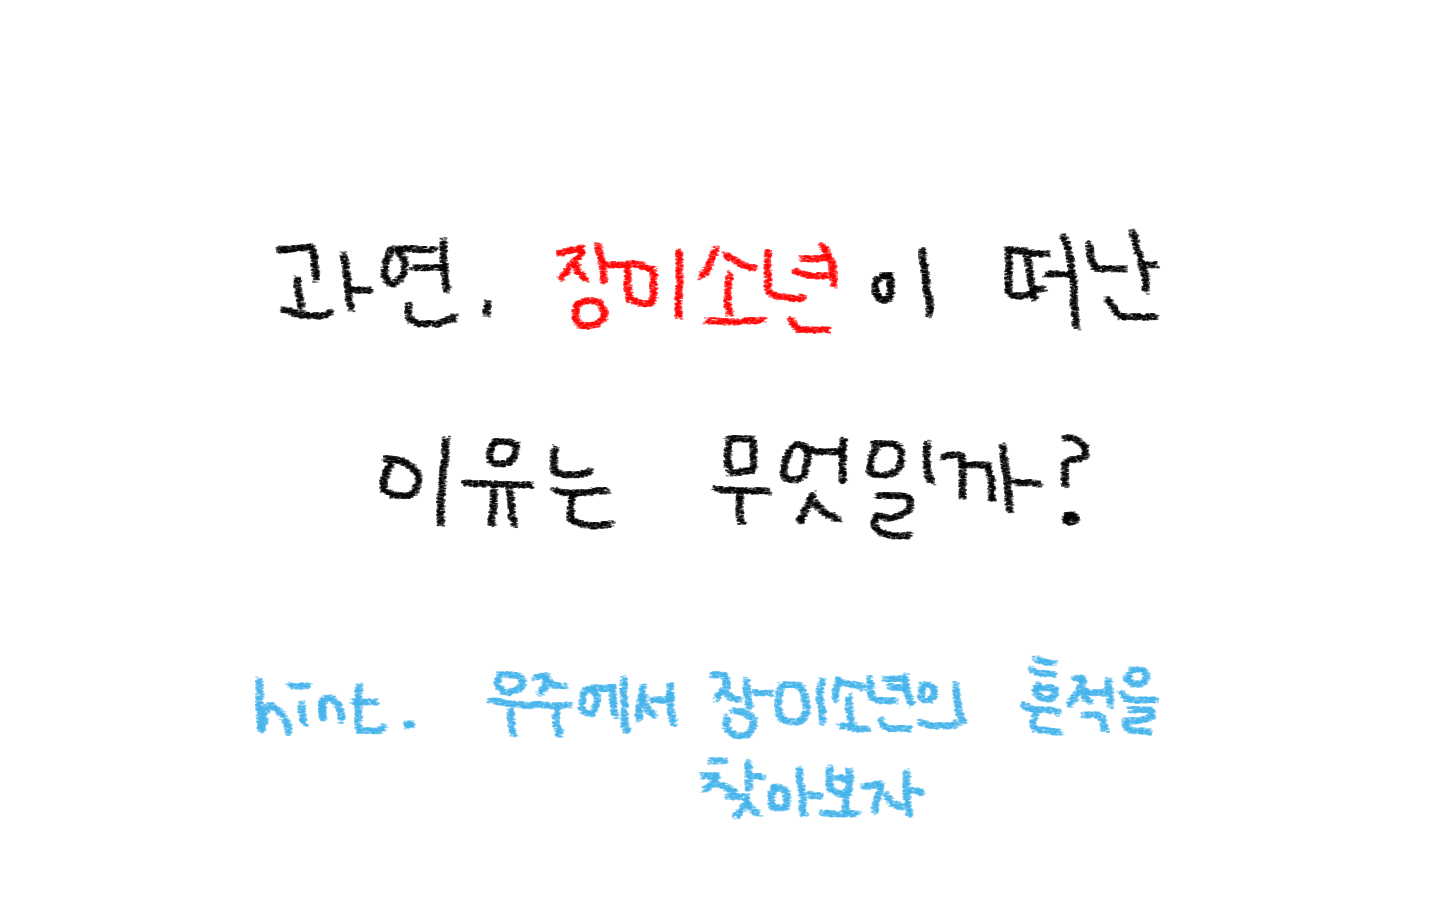 과연, 장미소년이 떠난
이유는 무엇일까?
hint. 우주에서 장미소년의 흔적을
찾아보자